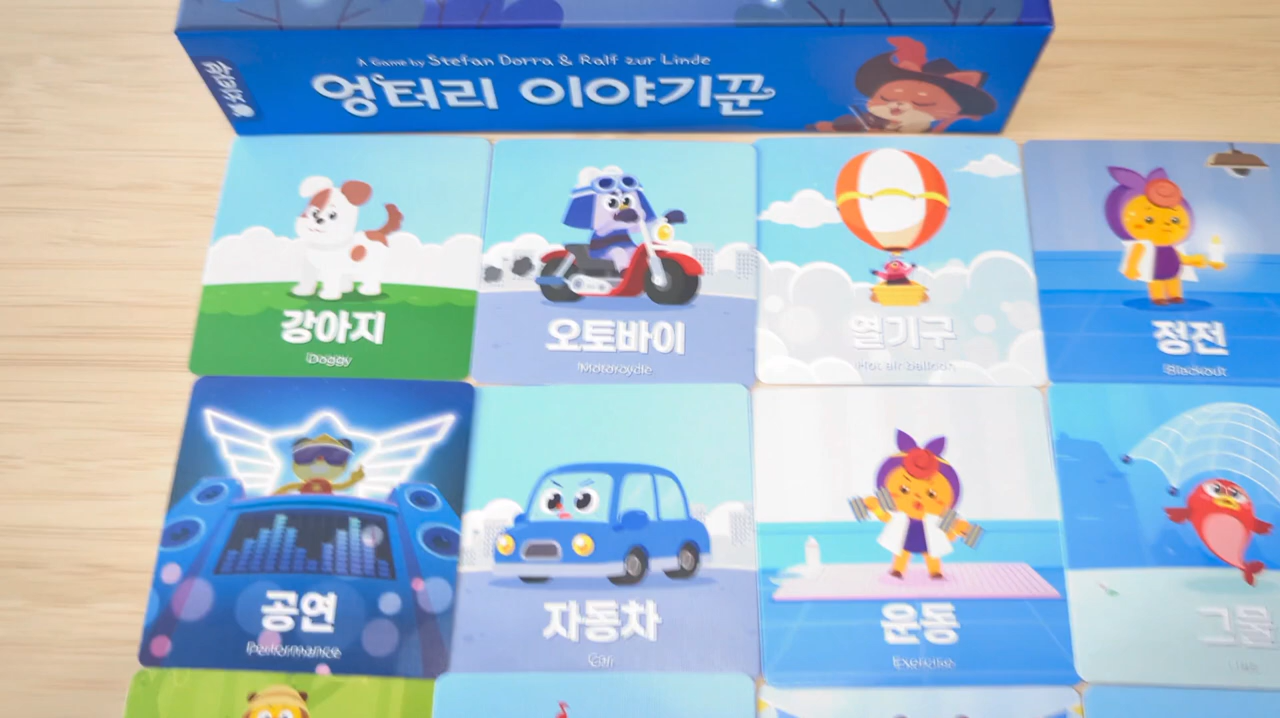 A Game by Stefan Dorra & Ralf zur Linde
엉터리 이야기꾼
강아지
Doggy
오토바이
Motorcycle
열기구
Hot air balloon
정전
Blackout
공연
Performance
자동차
Car
운동
Exercise
그물